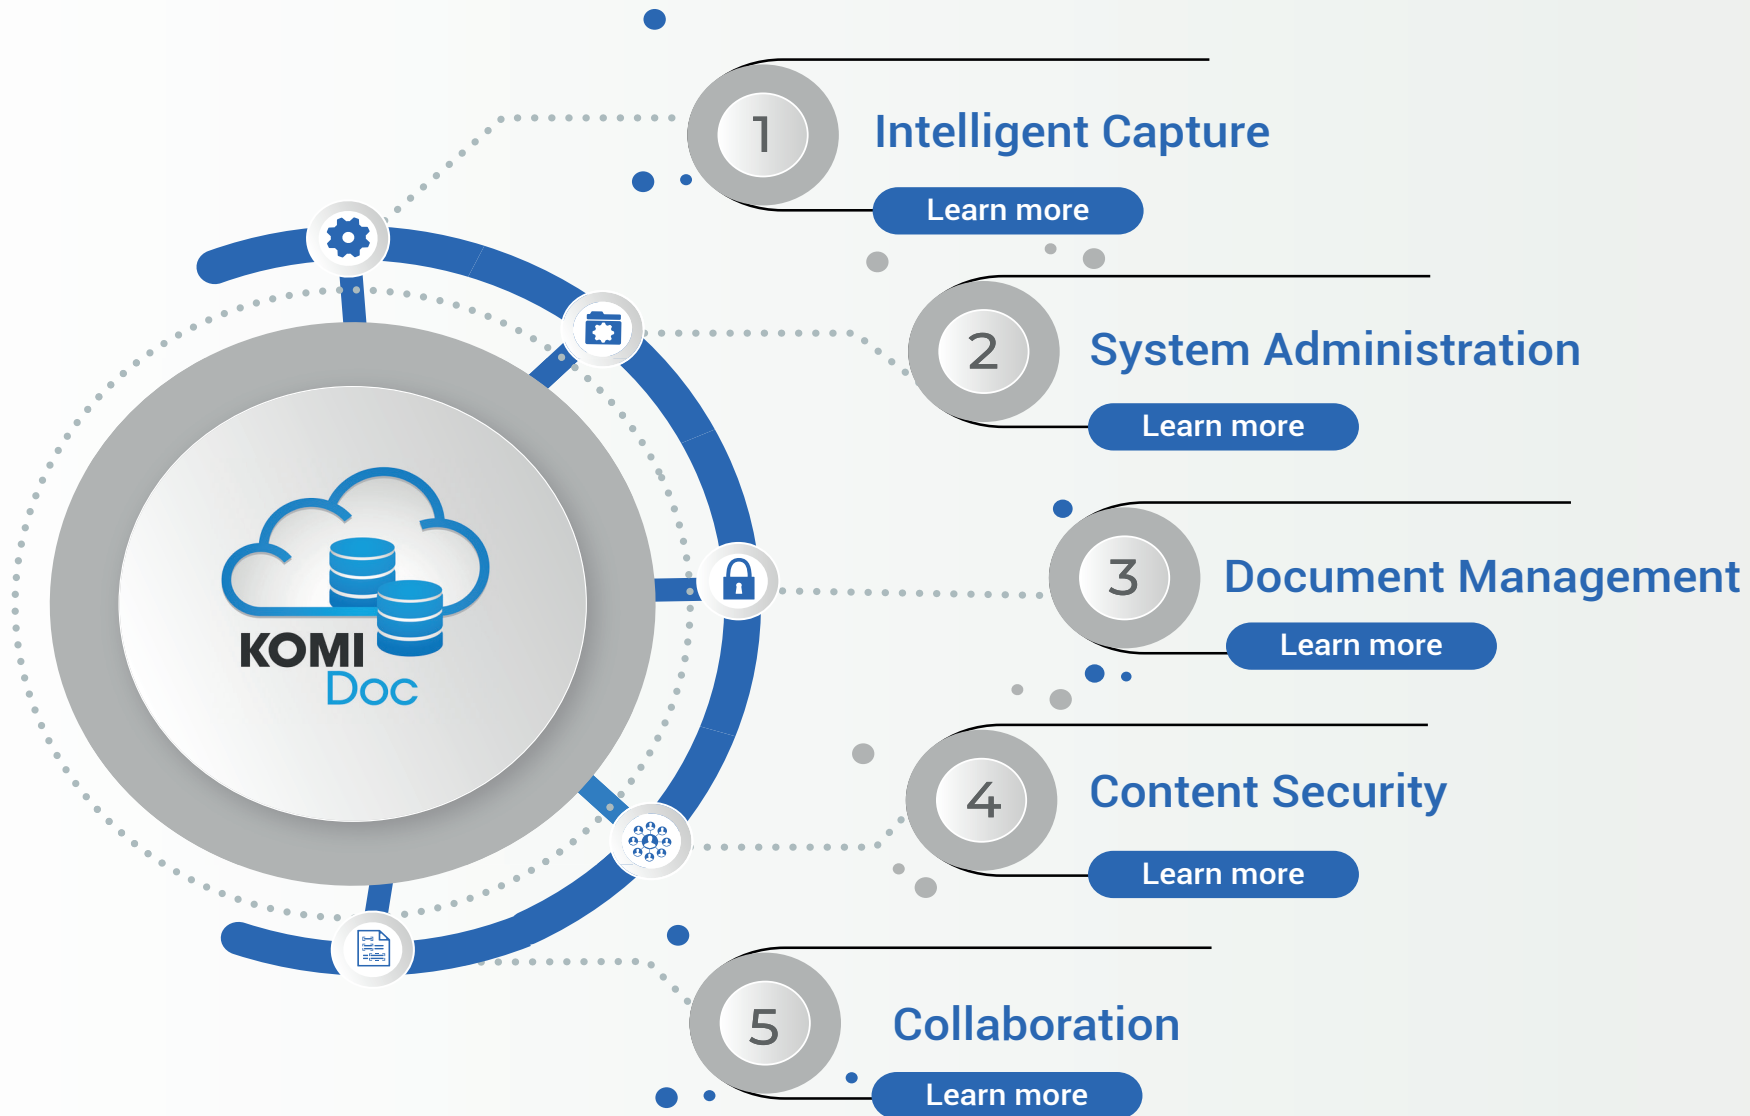 1
Intelligent Capture
Learn more
2
System Administration
Learn more
3
Document Management
Learn more
KOMI
Doc
4
Content Security
Learn more
5
Collaboration
Learn more